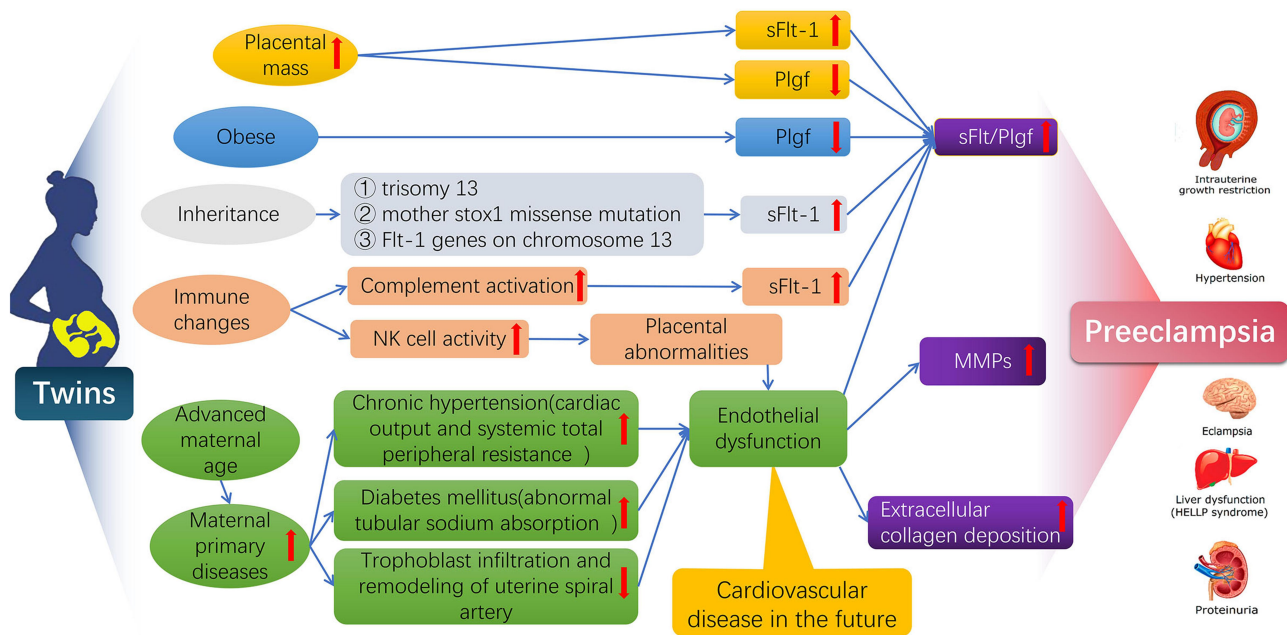 Placental
mass
sFlt-1
Plgf
Obese
Plgf
sFlt/Plgf
Inheritance
① trisomy 13
② mother stox1 missense mutation
③ Flt-1 genes on chromosome 13
sFlt-1
Immune
changes
Complement activation
sFlt-1
NK cell activity
Placental
abnormalities
Twins
Advanced
maternal
age
Maternal
primary
diseases
Chronic hypertension(cardiac
output and systemic total
peripheral resistance )
Diabetes mellitus(abnormal
tubular sodium absorption )
Trophoblast infiltration and
remodeling of uterine spiral
artery
Endothelial
dysfunction
MMPs
Extracellular
collagen deposition
Cardiovascular
disease in the future
Intrauterine
growth restriction
Hypertension
Preeclampsia
Eclampsia
Liver dysfunction
(HELLP syndrome)
Proteinuria